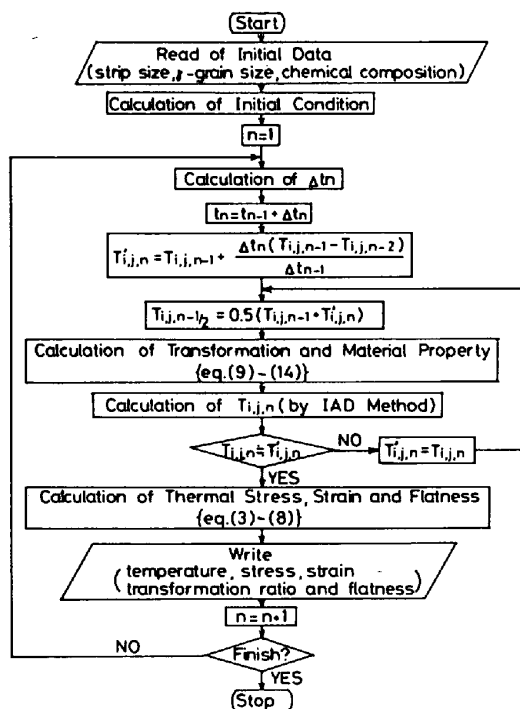 Start
Read of Initial Data
(strip size, γ-grain size, chemical composition)
Calculation of Initial Condition
n=1
Calculation of Δtn
tn=tn-1+Δtn
T'i,j,n=Ti,j,n-1+ Δtn(Ti,j,n-1-Ti,j,n-2)/Δtn-1
Ti,j,n-1/2=0.5(Ti,j,n-1+T'i,j,n)
Calculation of Transformation and Material Property
{eq.(9)-(14)}
Calculation of Ti,j,n(by IAD Method)
Ti,j,n≒T'i,j,n
NO
T'i,j,n=Ti,j,n
YES
Calculation of Thermal Stress, Strain and Flatness
{eq.(3)-(8)}
Write
(temperature, stress, strain
transformation ratio and flatness)
n=n+1
NO
Finish?
YES
Stop